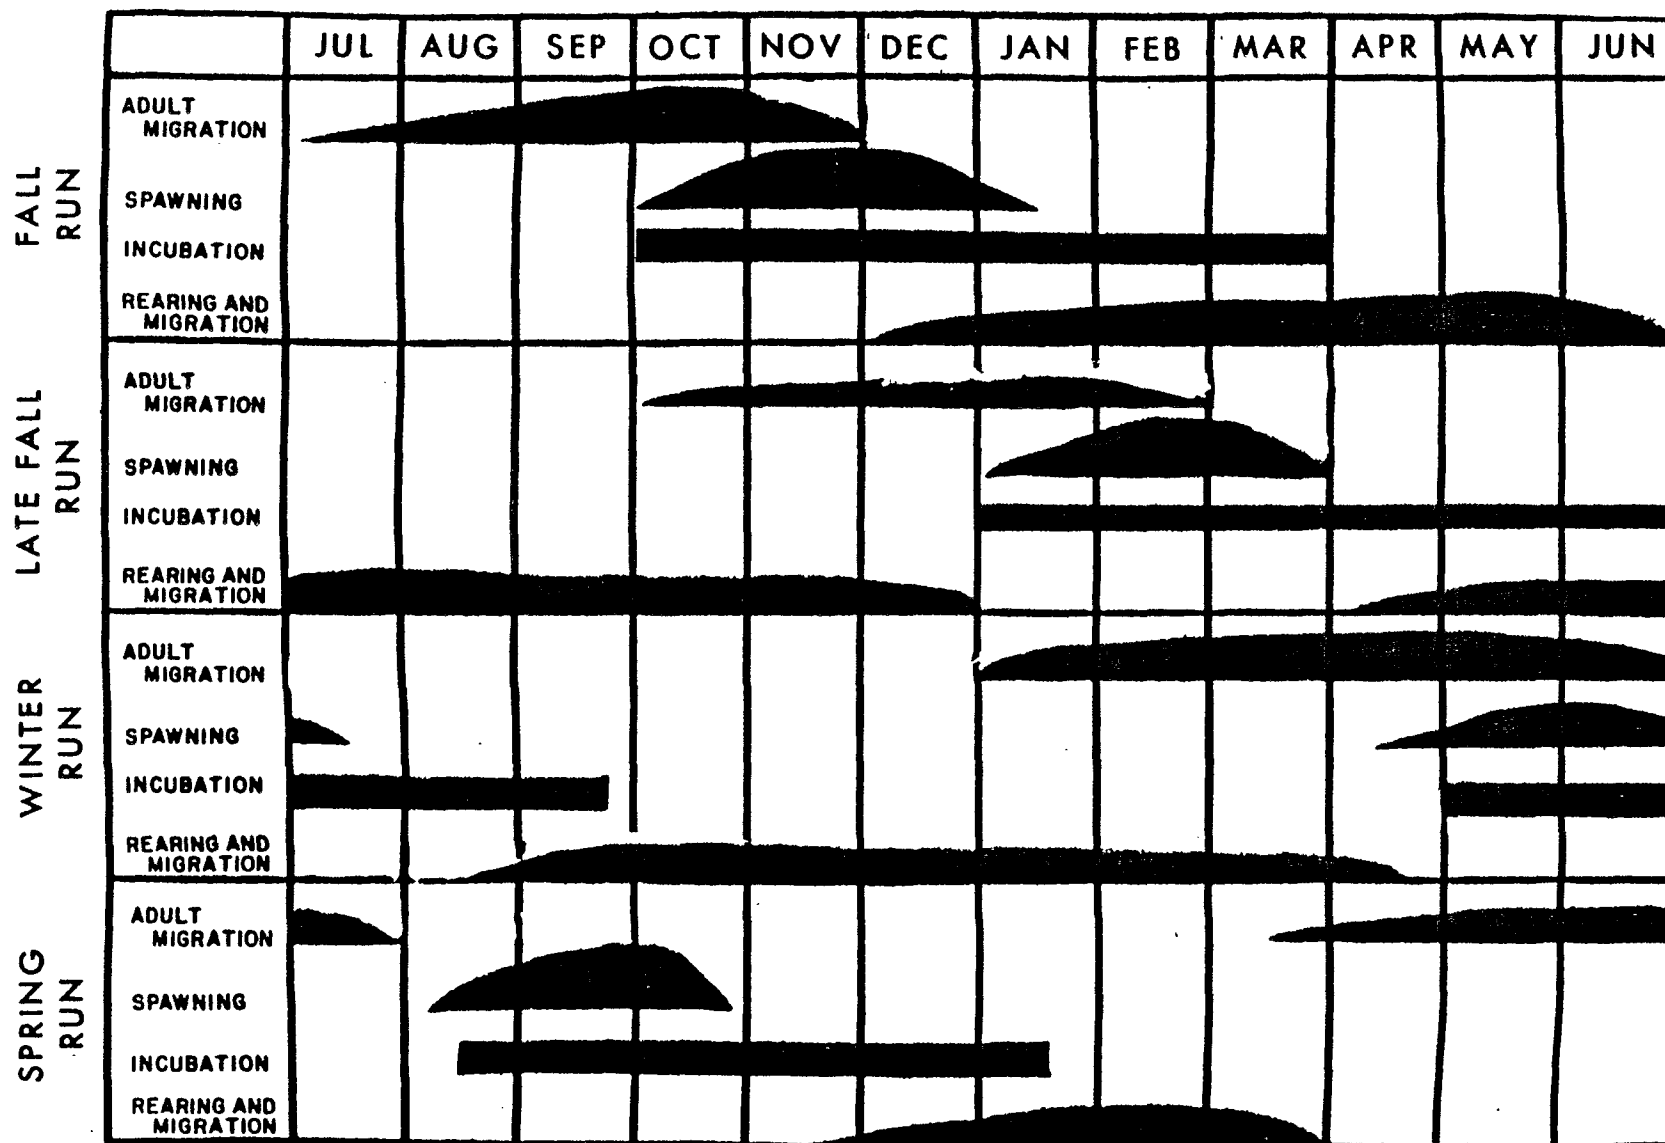 JUL AUG SEP OCT NOV DEC JAN FEB MAR APR MAY JUN
FALL
RUN
ADULT
MIGRATION
SPAWNING
INCUBATION
REARING AND
MIGRATION
LATE FALL
RUN
ADULT
MIGRATION
SPAWNING
INCUBATION
REARING AND
MIGRATION
WINTER
RUN
ADULT
MIGRATION
SPAWNING
INCUBATION
REARING AND
MIGRATION
SPRING
RUN
ADULT
MIGRATION
SPAWNING
INCUBATION
REARING AND
MIGRATION